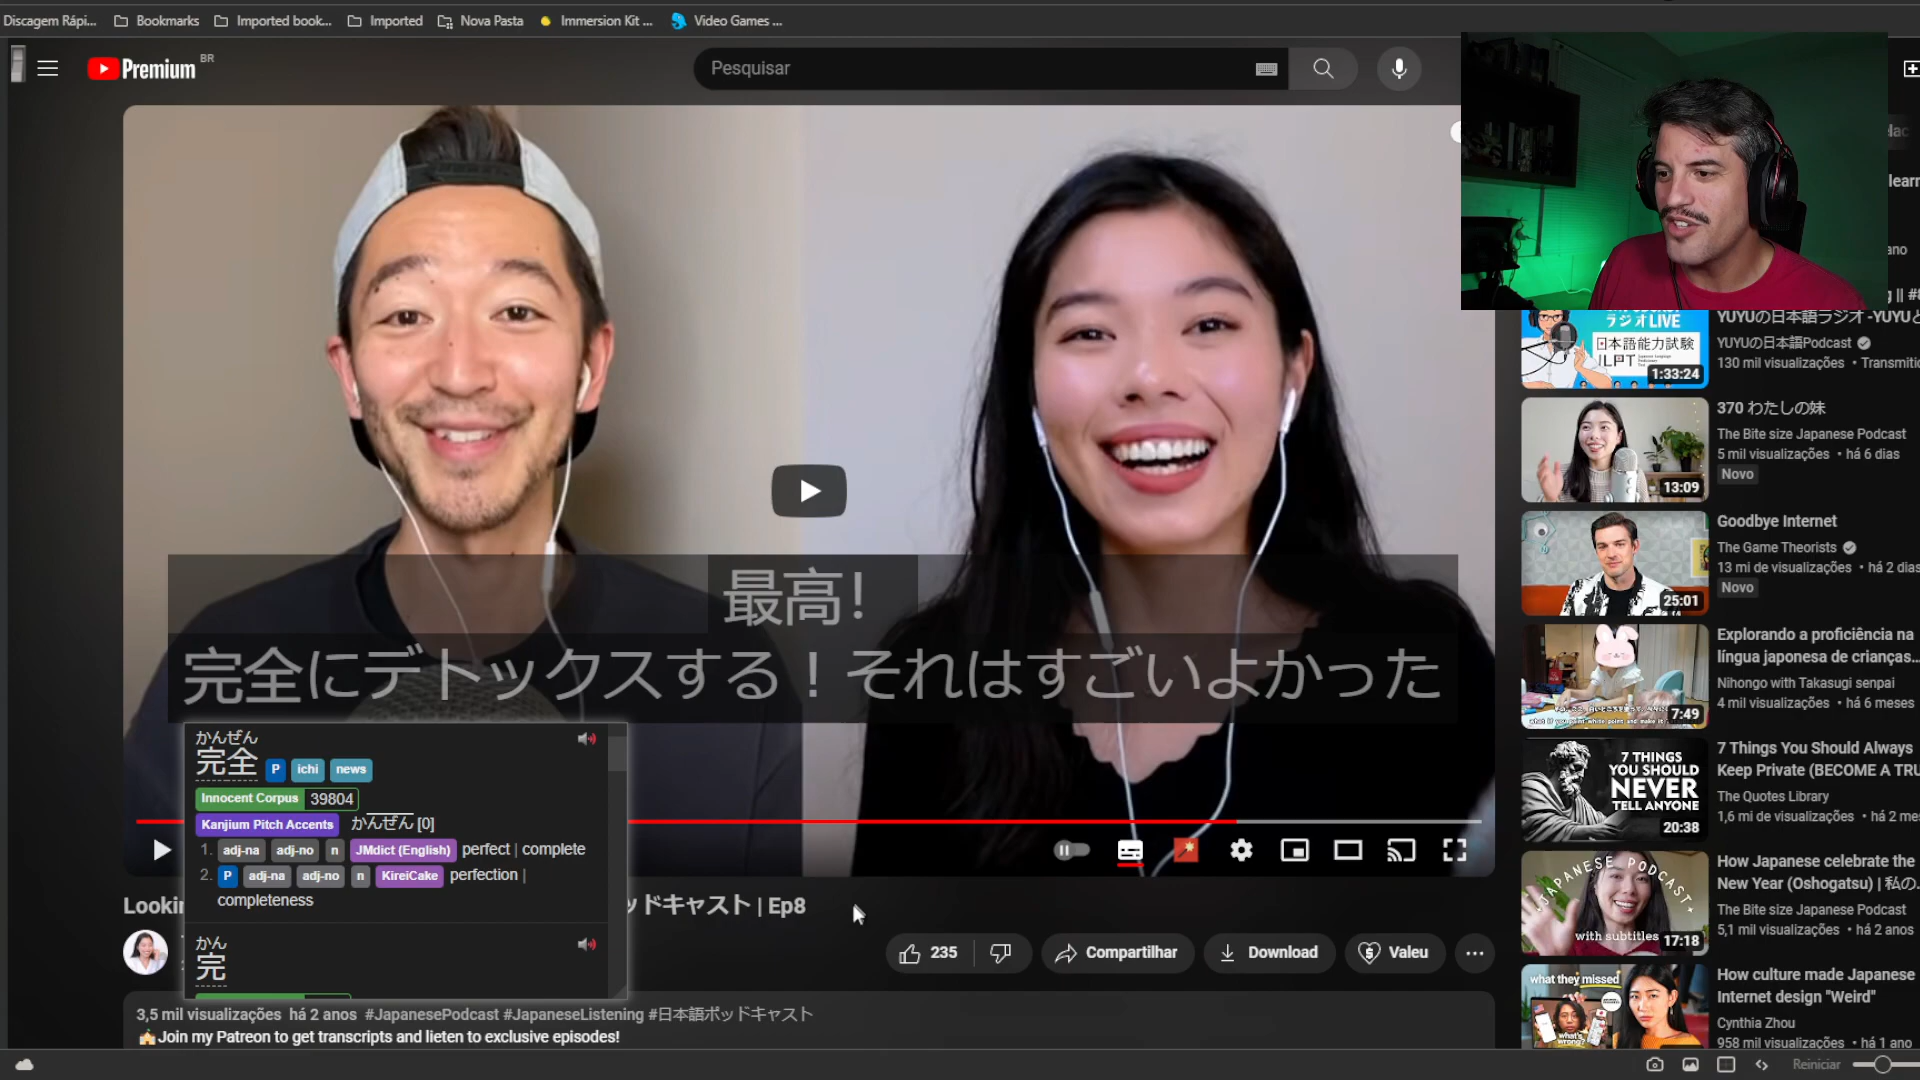 Discagem Rápi...
Bookmarks
Imported book...
Imported
Nova Pasta
Immersion Kit ...
Video Games ...
Premium BR
Pesquisar
最高!
完全にデトックスする！それはすごいよかった
かんぜん
完全 P ichi news
Innocent Corpus 39804
Kanjium Pitch Accents かんぜん [0]
1. adj-na adj-no n JMdict (English) perfect | complete
2. P adj-na adj-no n KireiCake perfection |
completeness
かん
完
Lookin
ドキャスト | Ep8
235
Compartilhar
Download
Valeu
3,5 mil visualizações há 2 anos #JapanesePodcast #JapaneseListening #日本語ポッドキャスト
Join my Patreon to get transcripts and lieten to exclusive episodes!
lac
learn
ano
ラジオLIVE
日本語能力試験
JLPT
1:33:24
YUYUの日本語ラジオ -YUYUと
YUYUの日本語Podcast
130 mil visualizações • Transmitic
13:09
370 わたしの妹
The Bite size Japanese Podcast
5 mil visualizações • há 6 dias
Novo
25:01
Goodbye Internet
The Game Theorists
13 mi de visualizações • há 2 dias
Novo
7:49
Explorando a proficiência na
língua japonesa de crianças...
Nihongo with Takasugi senpai
4 mil visualizações • há 6 meses
7 THINGS
YOU SHOULD
NEVER
TELL ANYONE
20:38
7 Things You Should Always
Keep Private (BECOME A TRU
The Quotes Library
1,6 mi de visualizações • há 2 mes
JAPANESE PODCAST
with subtitles
17:18
How Japanese celebrate the
New Year (Oshogatsu) | 私の...
The Bite size Japanese Podcast
5,1 mil visualizações • há 2 anos
what they missed
what's wrong?
How culture made Japanese
Internet design "Weird"
Cynthia Zhou
958 mil visualizações • há 1 ano
Reiniciar